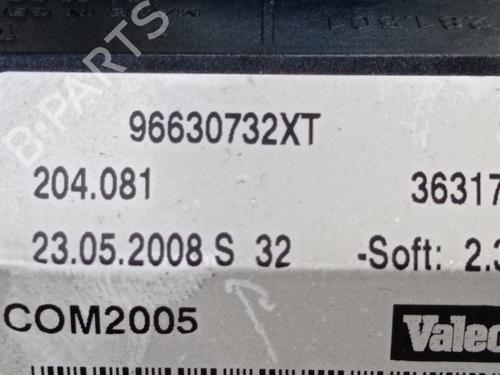 96630732XT
204.081 36317
23.05.2008 S 32 -Soft: 2.3
COM2005 Valeo
B-PARTS